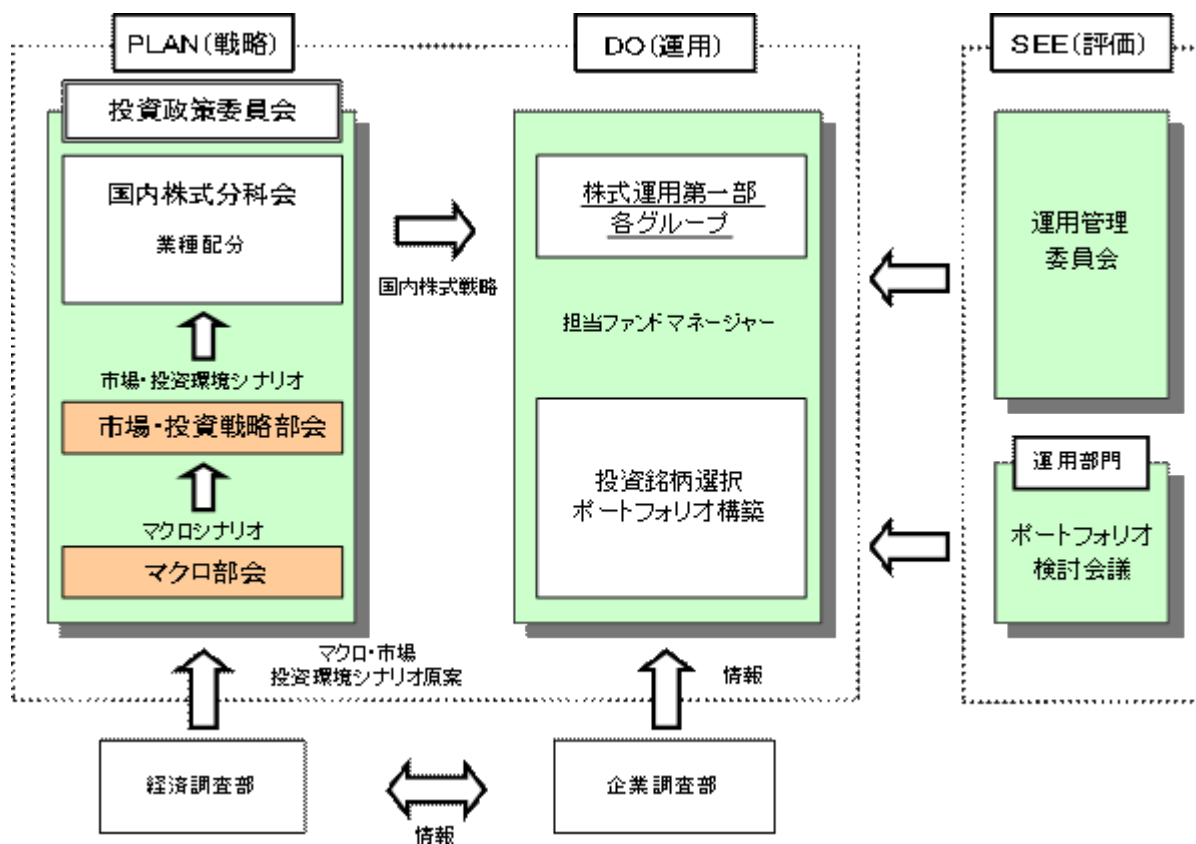 PLAN(戦略)
投資政策委員会
国内株式分科会
業種配分
市場・投資環境シナリオ
市場・投資戦略部会
マクロシナリオ
マクロ部会
国内株式戦略
DO(運用)
株式運用第一部
各グループ
担当ファンドマネージャー
投資銘柄選択
ポートフォリオ構築
SEE(評価)
運用管理
委員会
運用部門
ポートフォリオ
検討会議
マクロ・市場
投資環境シナリオ原案
情報
経済調査部
情報
企業調査部